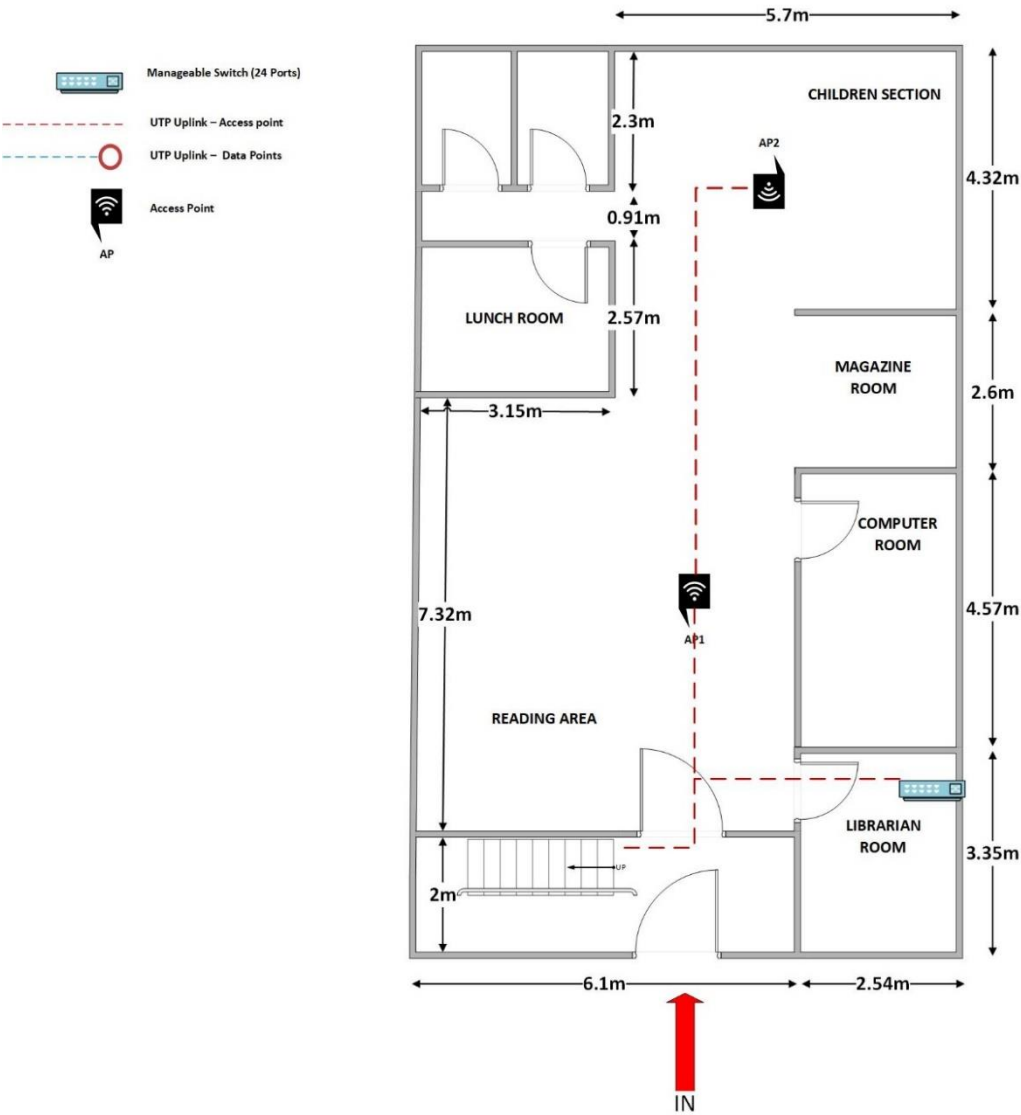 5.7m
Manageable Switch (24 Ports)
UTP Uplink – Access point
UTP Uplink – Data Points
Access Point
AP
CHILDREN SECTION
2.3m
AP2
4.32m
0.91m
LUNCH ROOM
2.57m
MAGAZINE
ROOM
2.6m
3.15m
COMPUTER
ROOM
7.32m
4.57m
AP1
READING AREA
LIBRARIAN
ROOM
3.35m
UP
2m
6.1m
2.54m
IN